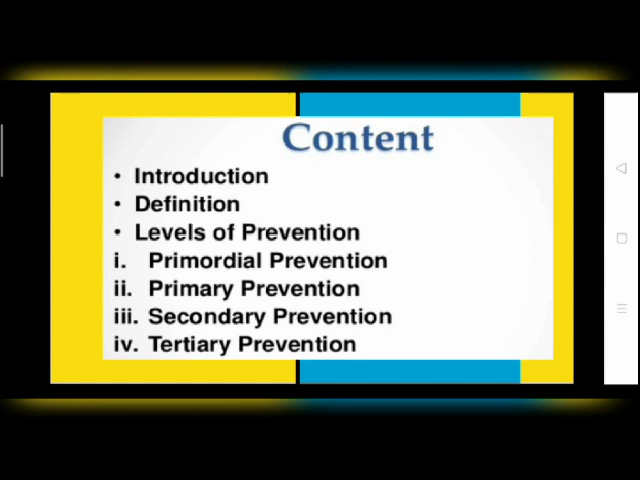 Content
• Introduction
• Definition
• Levels of Prevention
i. Primordial Prevention
ii. Primary Prevention
iii. Secondary Prevention
iv. Tertiary Prevention